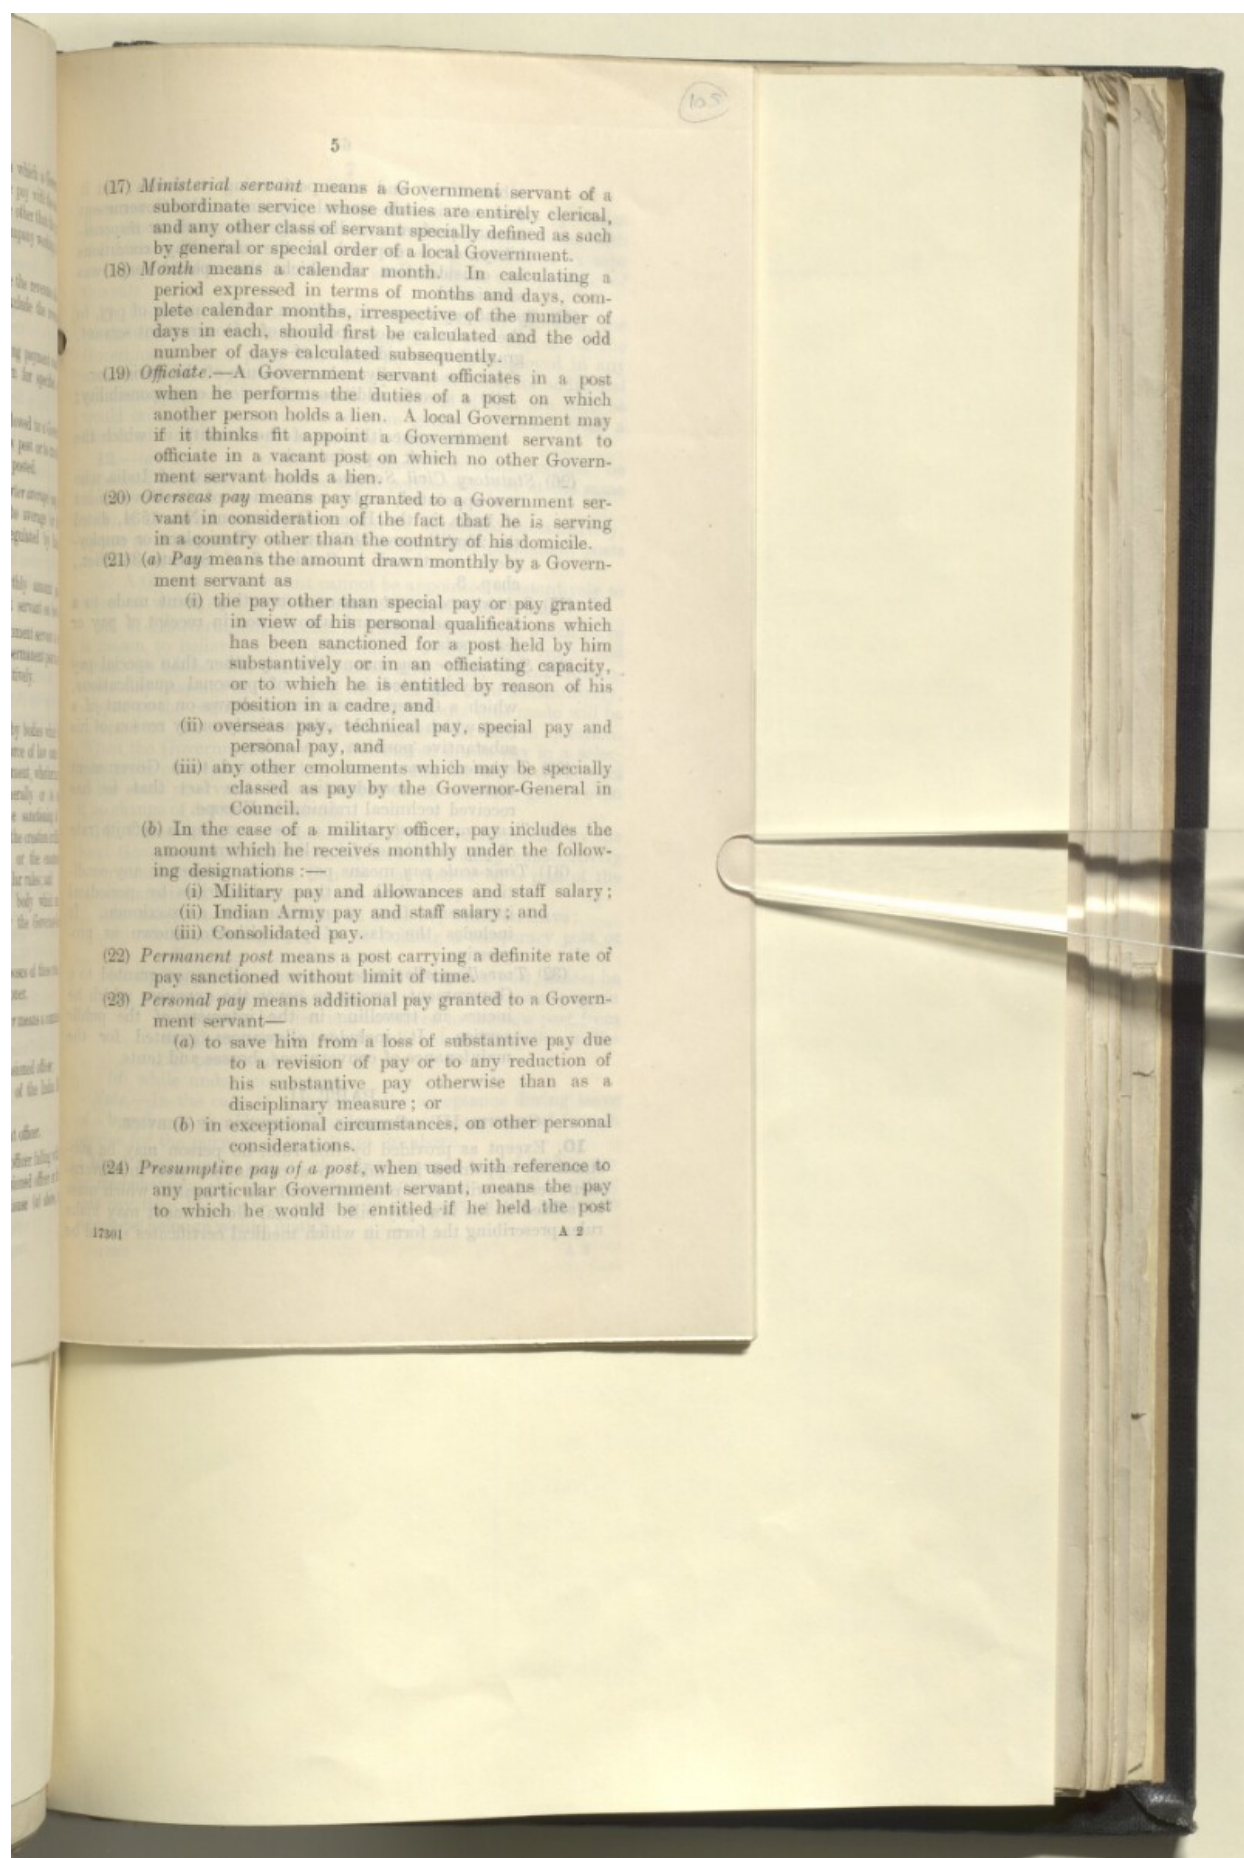 105
5
(17) Ministerial servant means a Government servant of a
subordinate service whose duties are entirely clerical,
and any other class of servant specially defined as such
by general or special order of a local Government.
(18) Month means a calendar month. In calculating a
period expressed in terms of months and days, com-
plete calendar months, irrespective of the number of
days in each, should first be calculated and the odd
number of days calculated subsequently.
(19) Officiate.—A Government servant officiates in a post
when he performs the duties of a post on which
another person holds a lien. A local Government may
if it thinks fit appoint a Government servant to
officiate in a vacant post on which no other Govern-
ment servant holds a lien.
(20) Overseas pay means pay granted to a Government ser-
vant in consideration of the fact that he is serving
in a country other than the country of his domicile.
(21) (a) Pay means the amount drawn monthly by a Govern-
ment servant as
(i) the pay other than special pay or pay granted
in view of his personal qualifications which
has been sanctioned for a post held by him
substantively or in an officiating capacity,
or to which he is entitled by reason of his
position in a cadre, and
(ii) overseas pay, technical pay, special pay and
personal pay, and
(iii) any other emoluments which may be specially
classed as pay by the Governor-General in
Council.
(b) In the case of a military officer, pay includes the
amount which he receives monthly under the follow-
ing designations :—
(i) Military pay and allowances and staff salary;
(ii) Indian Army pay and staff salary; and
(iii) Consolidated pay.
(22) Permanent post means a post carrying a definite rate of
pay sanctioned without limit of time.
(23) Personal pay means additional pay granted to a Govern-
ment servant—
(a) to save him from a loss of substantive pay due
to a revision of pay or to any reduction of
his substantive pay otherwise than as a
disciplinary measure; or
(b) in exceptional circumstances, on other personal
considerations.
(24) Presumptive pay of a post, when used with reference to
any particular Government servant, means the pay
to which he would be entitled if he held the post
17301 A 2